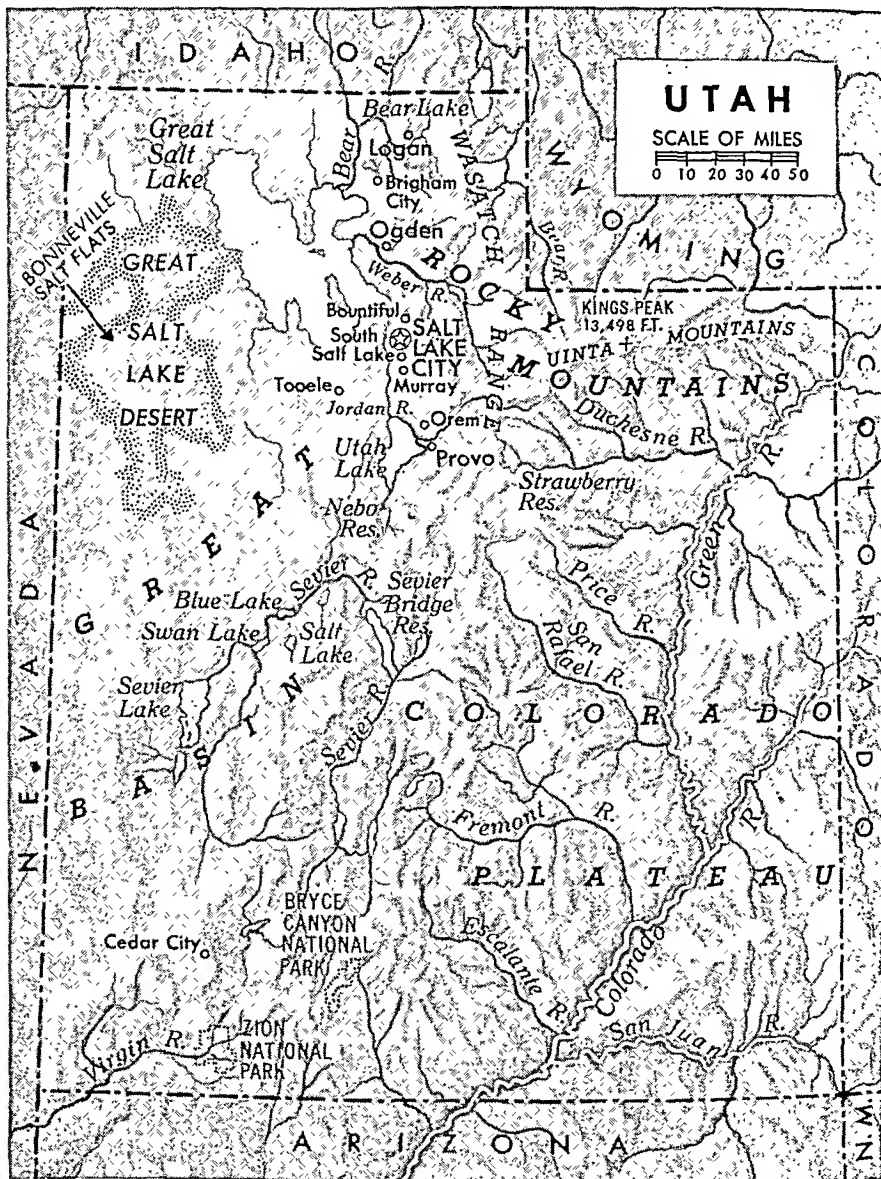 IDAHO
UTAH
SCALE OF MILES
0 10 20 30 40 50
WYOMING
Bear R.
Bear Lake
Great
Salt
Lake
Logan
WASATCH
RANGE
Brigham
City
Ogden
Bear R.
BONNEVILLE
SALT FLATS
GREAT
SALT
LAKE
DESERT
Weber R.
ROCKY
MOUNTAINS
KINGS PEAK
13,498 FT.
UINTA + MOUNTAINS
Bountiful
South
Salt Lake
SALT
LAKE
CITY
Murray
Tooele
Jordan R.
Orem
Duchesne R.
Utah
Lake
Provo
Strawberry
Res.
Green R.
COLORADO
Nebo
Res.
GREAT
BASIN
NEVADA
Sevier R.
Blue Lake
Sevier
Bridge
Res.
Swan Lake
Salt
Lake
Price R.
San
Rafael R.
Sevier
Lake
Sevier R.
COLORADO
PLATEAU
Fremont R.
BRYCE
CANYON
NATIONAL
PARK
Cedar City
Escalante R.
Colorado R.
San Juan R.
Virgin R.
ZION
NATIONAL
PARK
ARIZONA